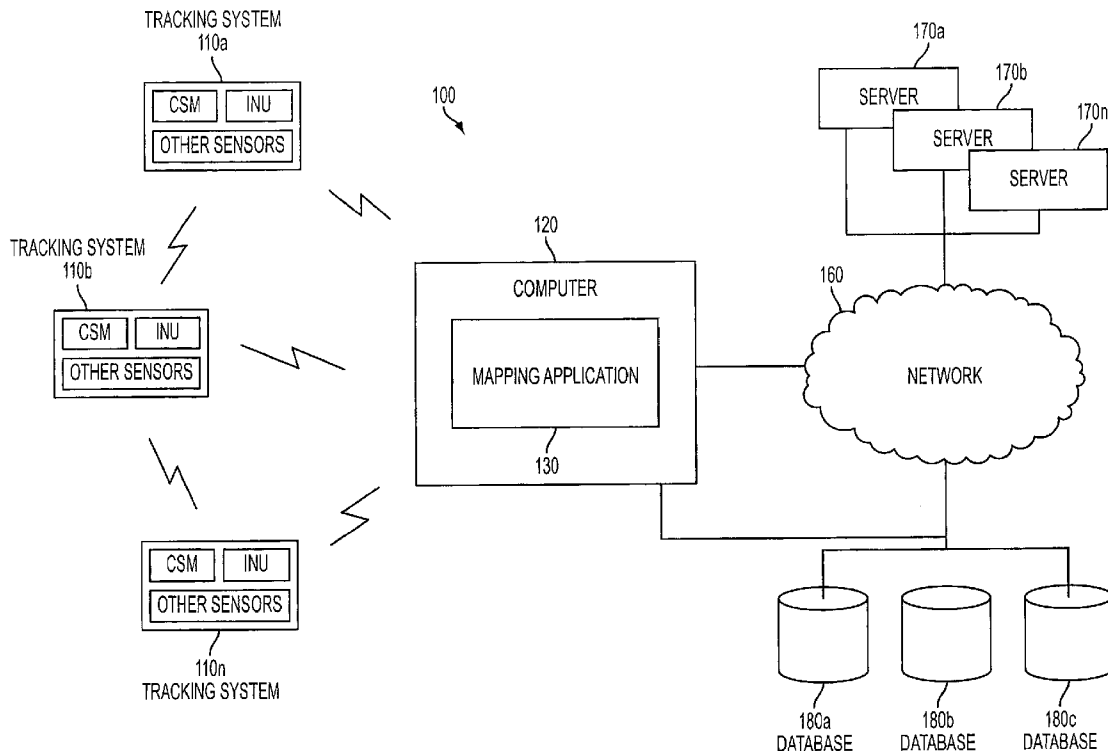 TRACKING SYSTEM
110a
CSM
INU
OTHER SENSORS
100
170a
SERVER
170b
SERVER
170n
SERVER
TRACKING SYSTEM
110b
CSM
INU
OTHER SENSORS
120
COMPUTER
MAPPING APPLICATION
130
160
NETWORK
CSM
INU
OTHER SENSORS
110n
TRACKING SYSTEM
180a
DATABASE
180b
DATABASE
180c
DATABASE